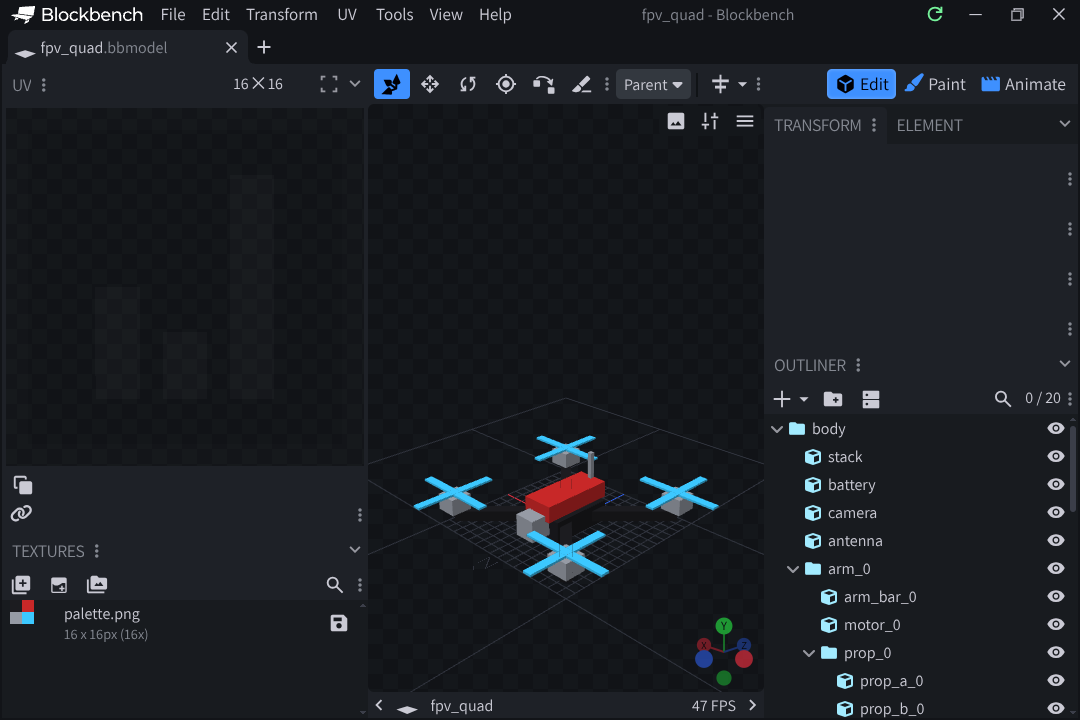 Blockbench File Edit Transform UV Tools View Help fpv_quad - Blockbench
fpv_quad.bbmodel
UV 16×16 Parent Edit Paint Animate
TRANSFORM ELEMENT
OUTLINER
0 / 20
body
stack
battery
camera
antenna
arm_0
arm_bar_0
motor_0
prop_0
prop_a_0
prop_b_0
TEXTURES
palette.png
16 x 16px (16x)
Y
X
Z
fpv_quad 47 FPS